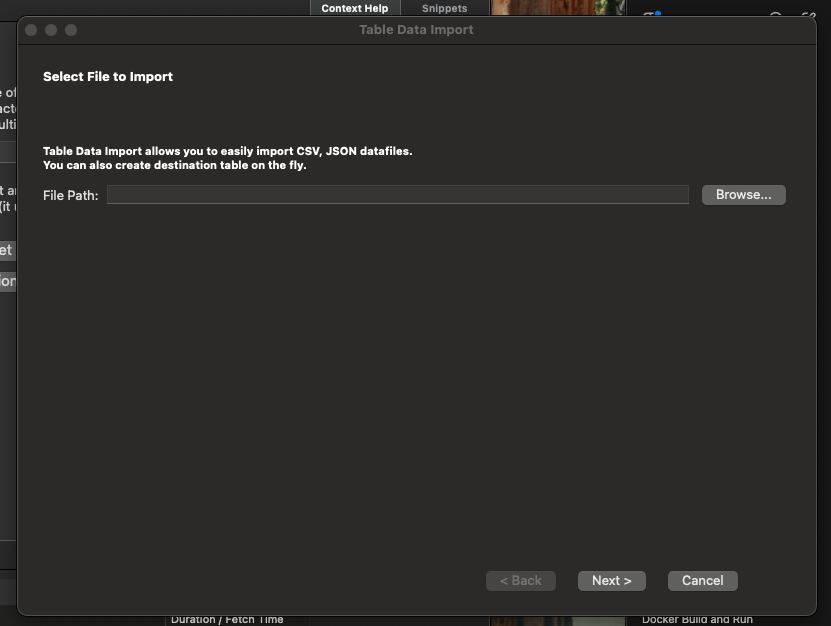 Context Help
Snippets
Table Data Import
Select File to Import
Table Data Import allows you to easily import CSV, JSON datafiles.
You can also create destination table on the fly.
File Path:
Browse...
< Back
Next >
Cancel
Duration / Fetch Time
Docker Build and Run